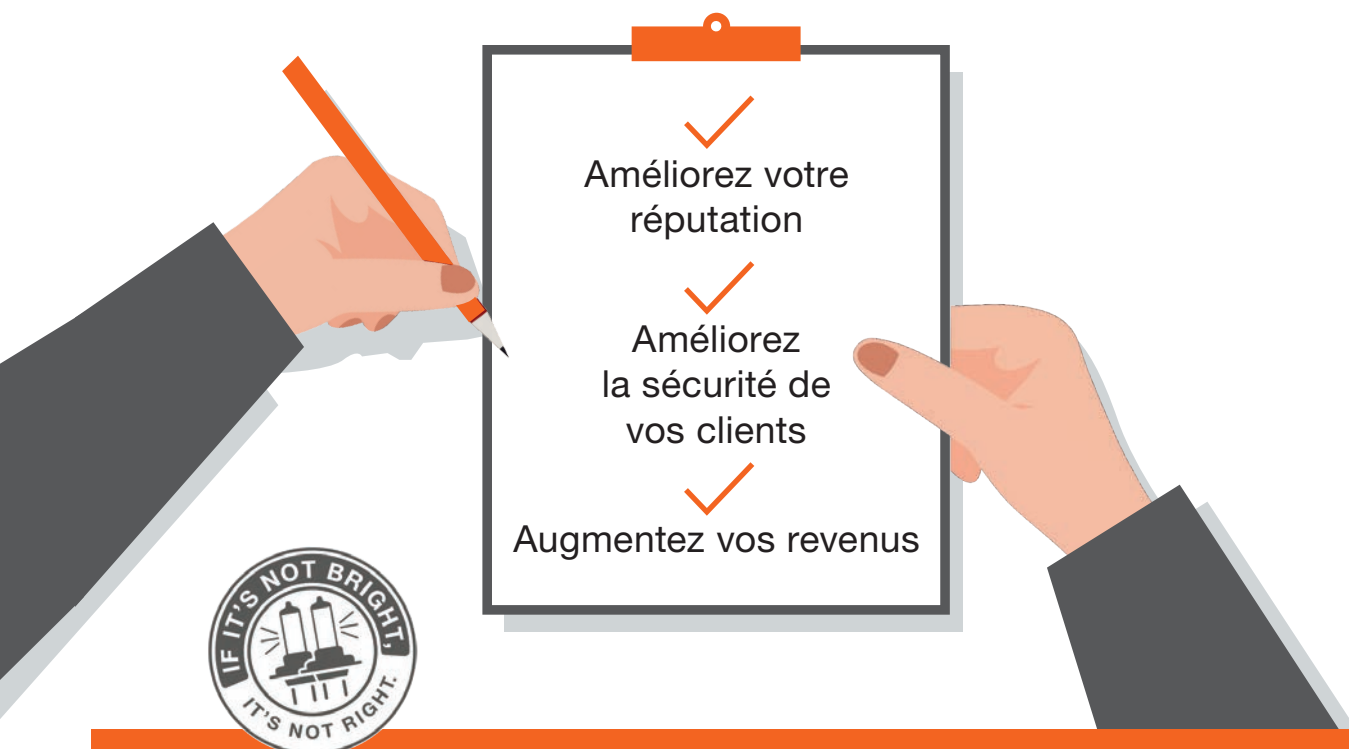 Améliorez votre
réputation
Améliorez
la sécurité de
vos clients
Augmentez vos revenus
IF IT'S NOT BRIGHT,
IT'S NOT RIGHT.